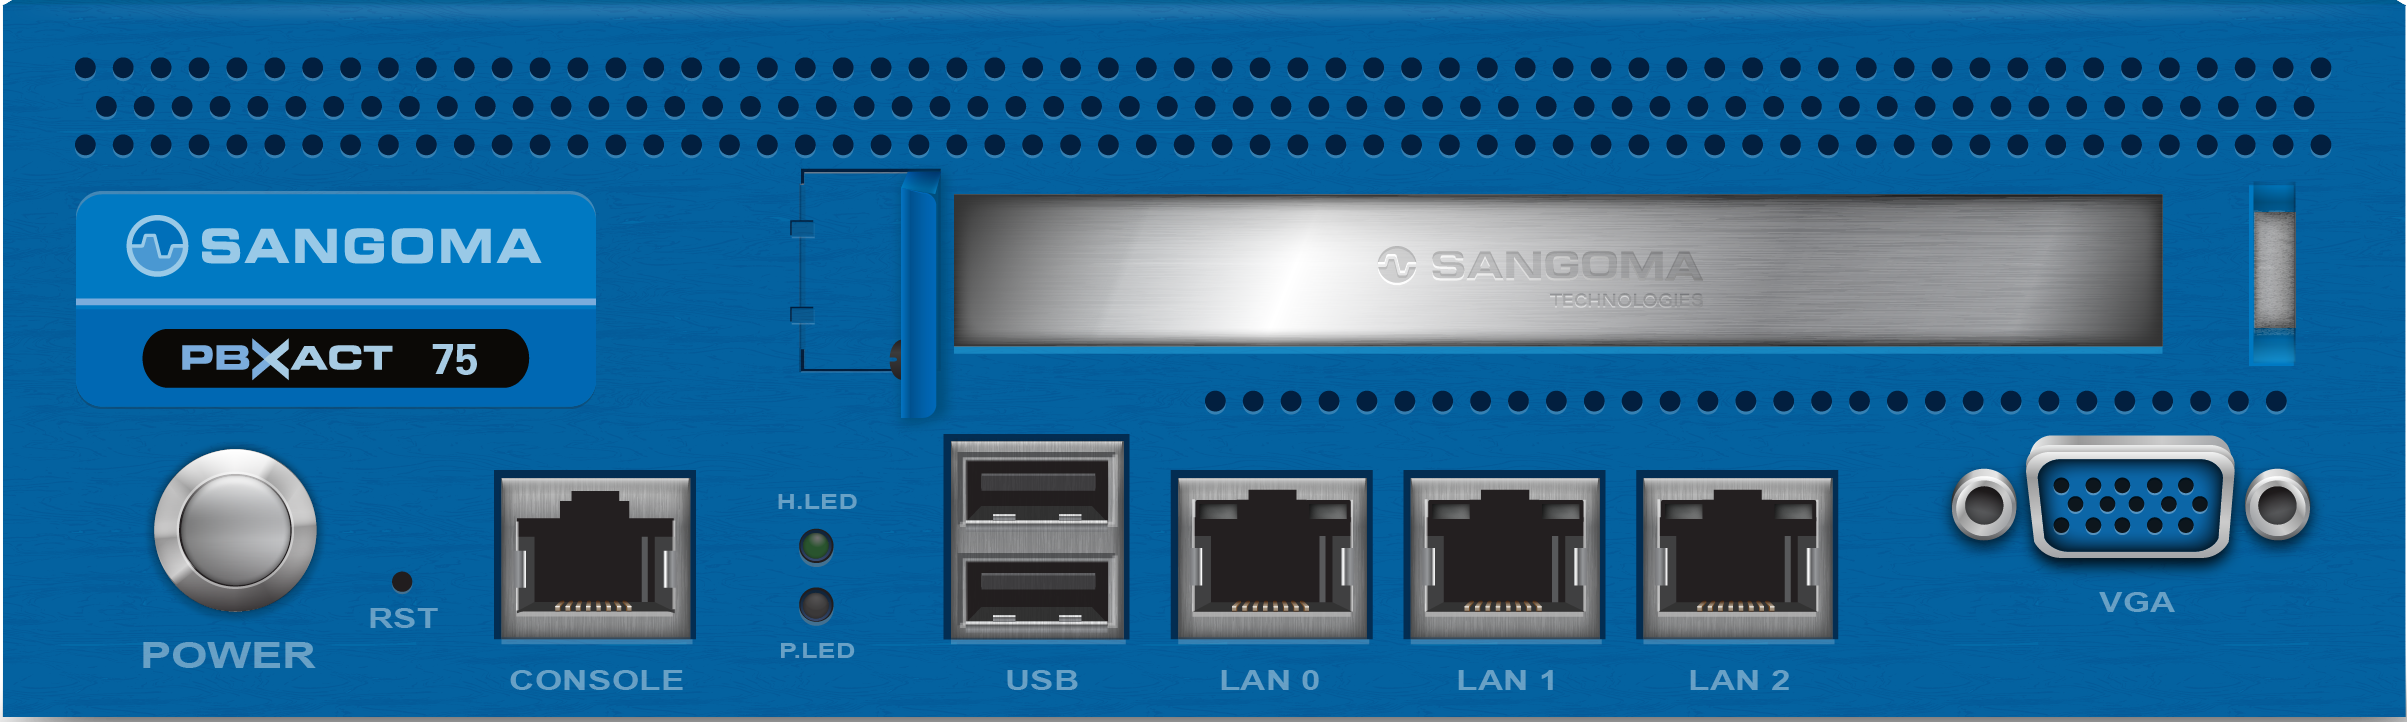 SANGOMA
PBXACT 75
SANGOMA
TECHNOLOGIES
POWER
RST
CONSOLE
H.LED
P.LED
USB
LAN 0
LAN 1
LAN 2
VGA